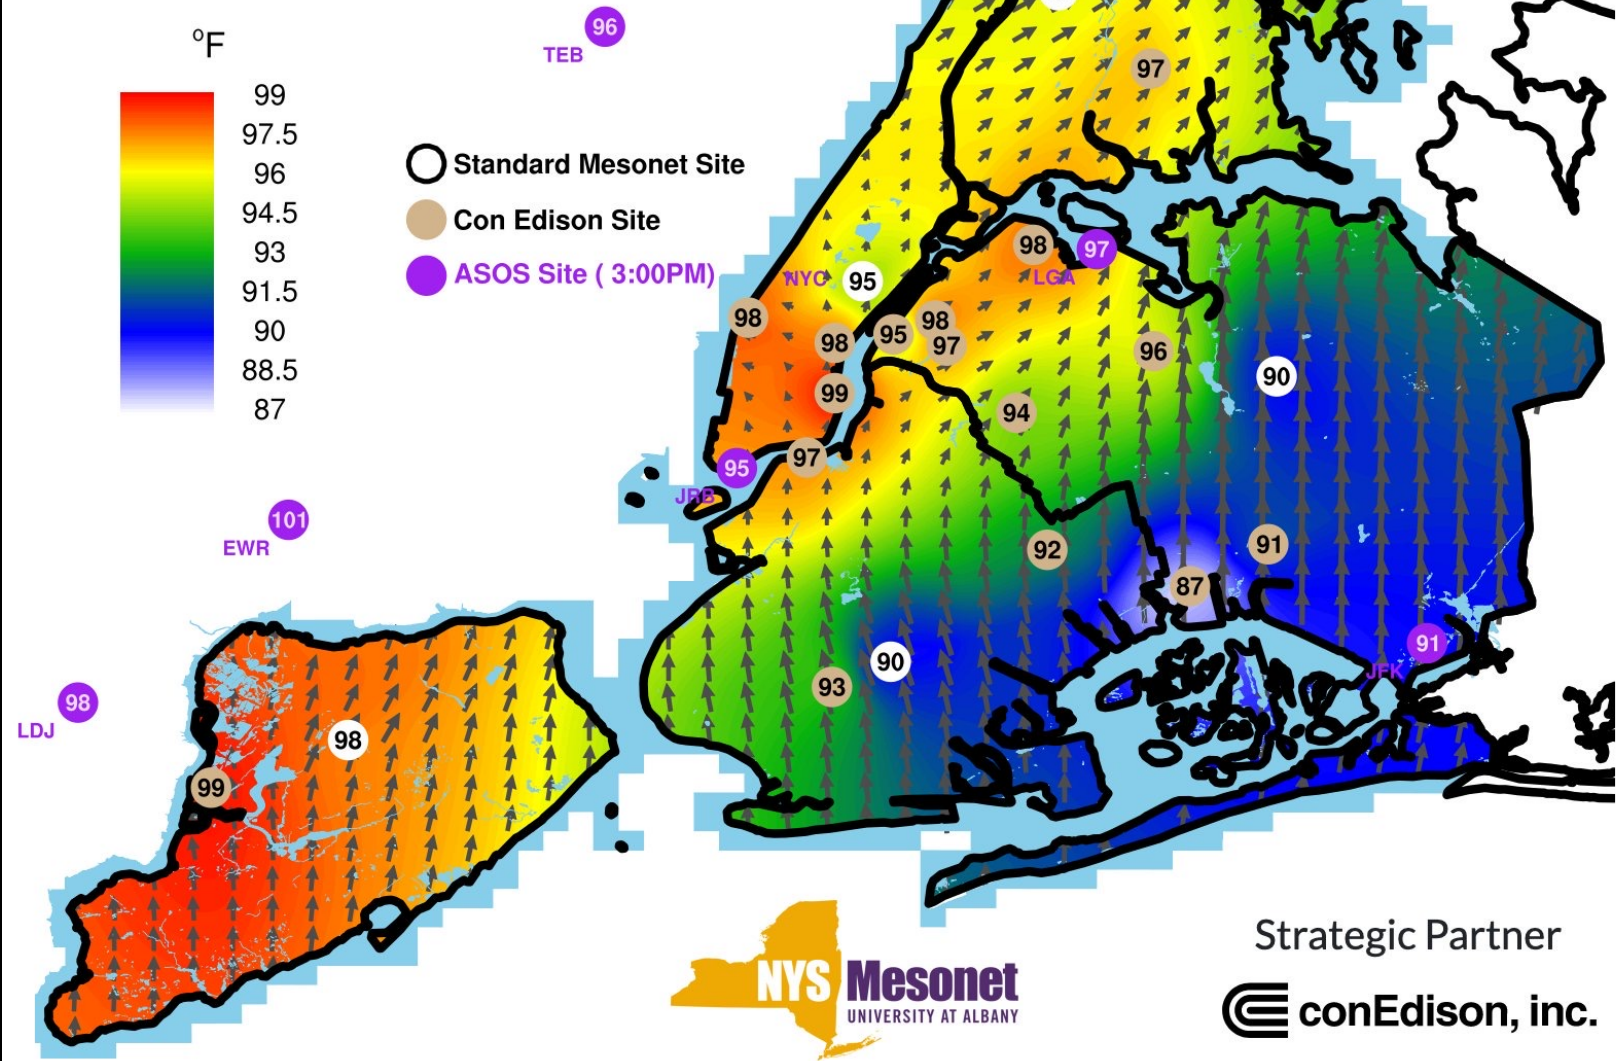 °F
99
97.5
96
94.5
93
91.5
90
88.5
87
Standard Mesonet Site
Con Edison Site
ASOS Site ( 3:00PM)
96
TEB
97
98
97
LGA
NYC
95
98
98
95
98
97
96
90
99
94
95
97
JRB
101
EWR
92
91
87
91
JFK
90
93
98
LDJ
98
99
NYS Mesonet
UNIVERSITY AT ALBANY
Strategic Partner
conEdison, inc.